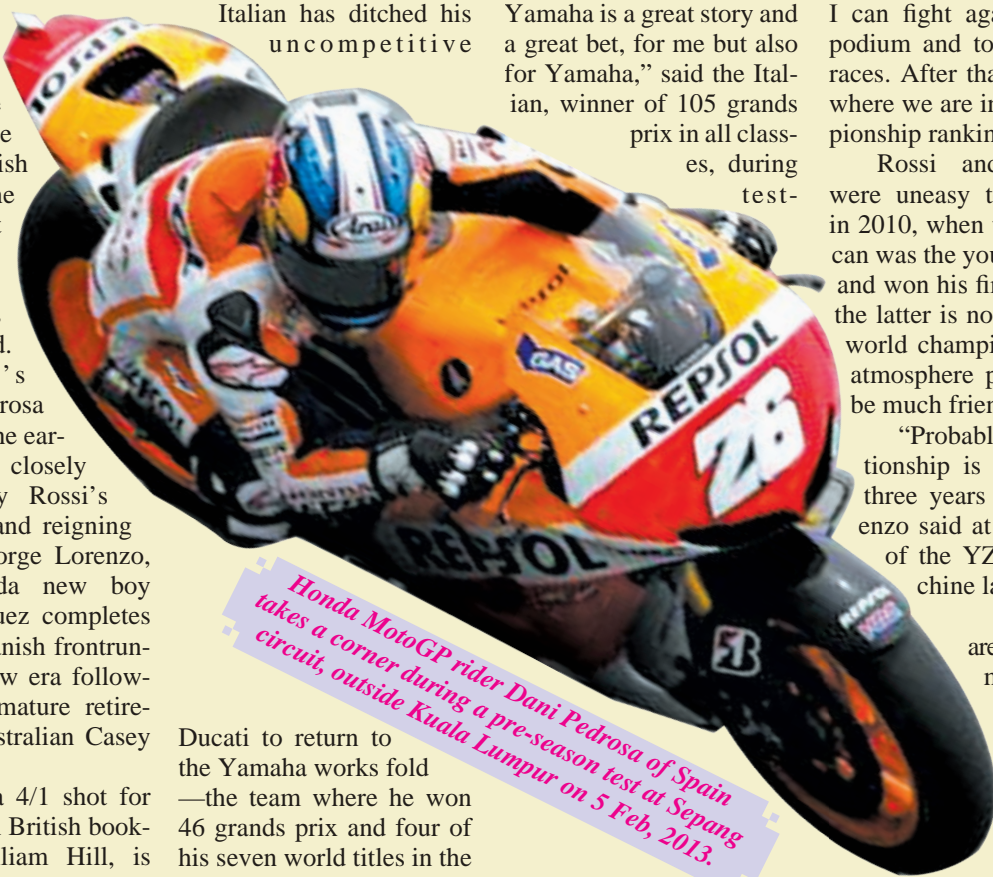 ish
rosa
ne ear-
closely
y Rossi's
and reigning
orge Lorenzo,
da new boy
uez completes
nish frontrun-
w era follow-
mature retire-
stralian Casey
a 4/1 shot for
British book-
liam Hill, is
Italian has ditched his
uncompetitive
Ducati to return to
the Yamaha works fold
—the team where he won
46 grands prix and four of
his seven world titles in the
Yamaha is a great story and
a great bet, for me but also
for Yamaha,” said the Ital-
ian, winner of 105 grands
prix in all class-
es, during
test-
I can fight aga
podium and to
races. After tha
where we are in
pionship rankin
Rossi and
were uneasy t
in 2010, when
can was the you
and won his fir
the latter is no
world champi
atmosphere p
be much frien
“Probabl
tionship is
three years
enzo said at
of the YZ
chine la
are
Arai
GAS
REPSOL
26
REPSOL
REPSOL
Honda MotoGP rider Dani Pedrosa of Spain
takes a corner during a pre-season test at Sepang
circuit, outside Kuala Lumpur on 5 Feb, 2013.